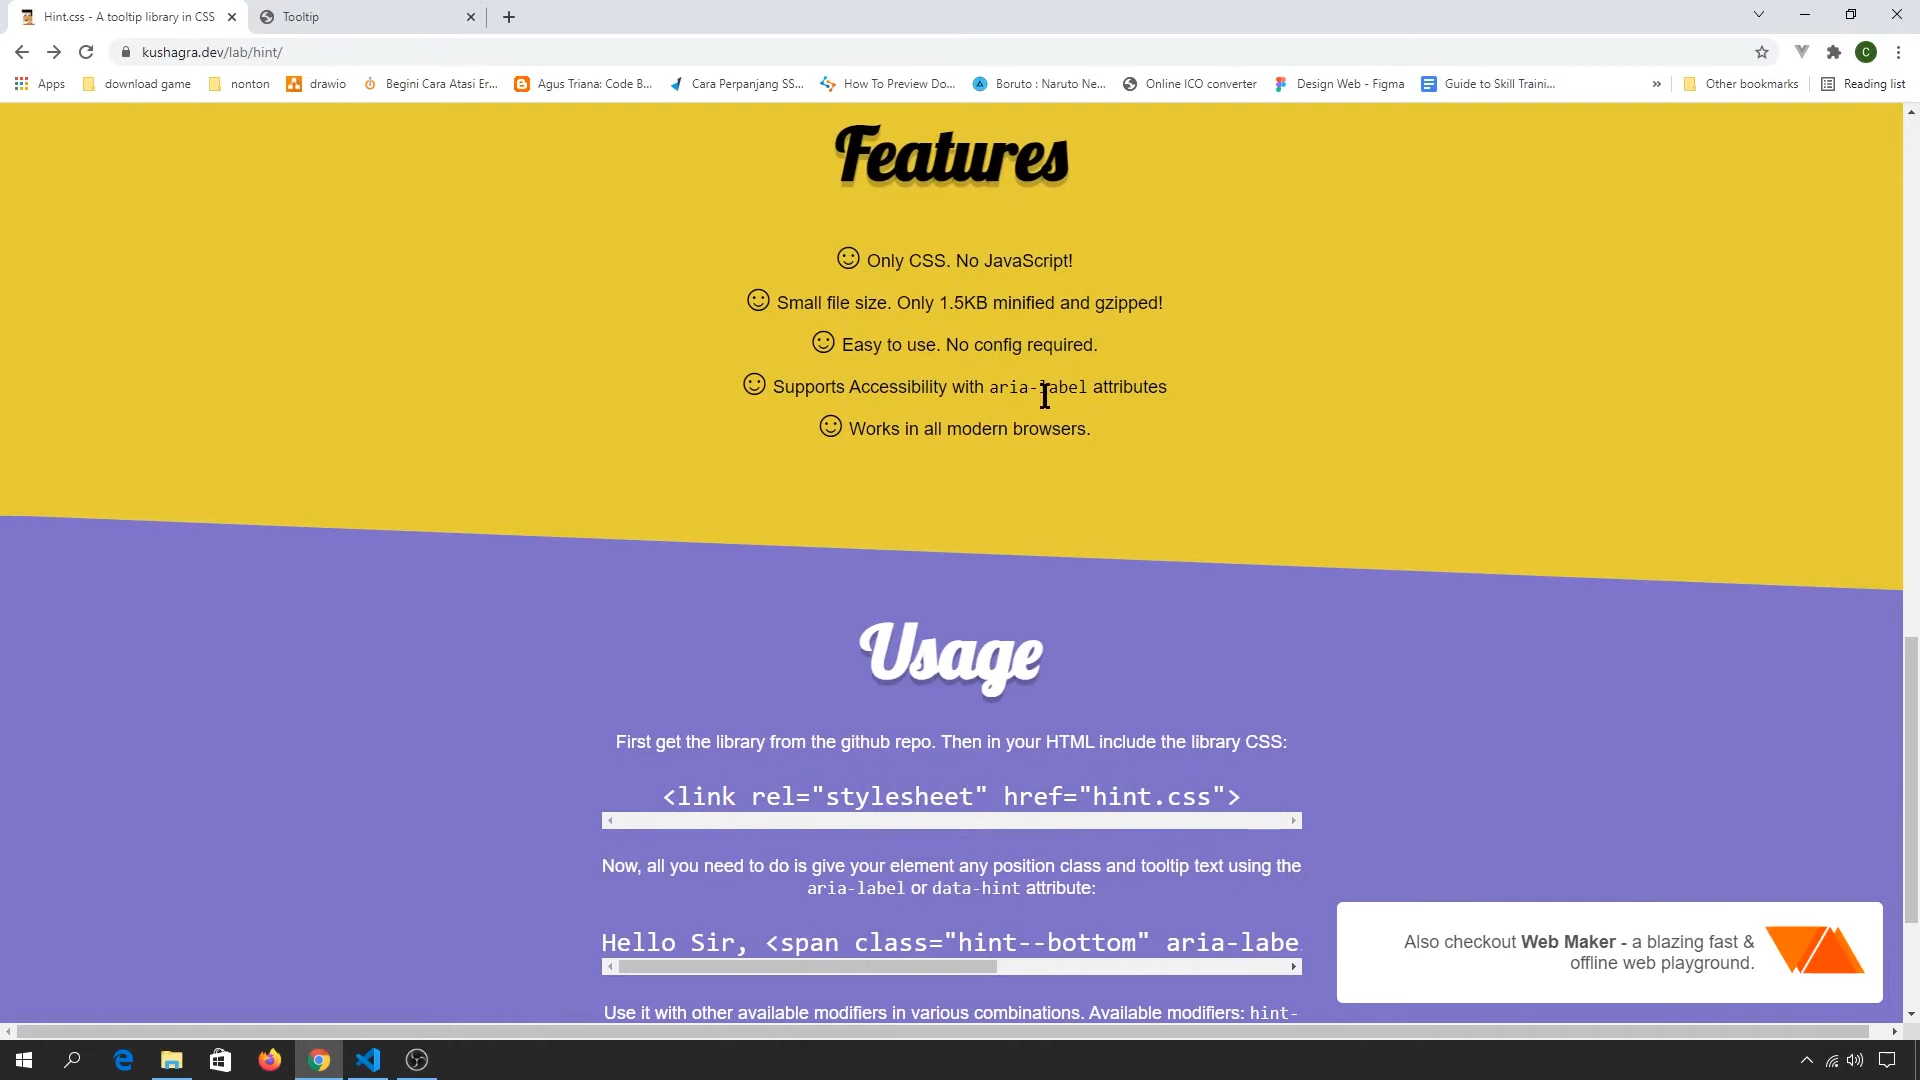 Hint.css - A tooltip library in CSS
Tooltip
kushagra.dev/lab/hint/
C
Apps
download game
nonton
drawio
Begini Cara Atasi Er...
Agus Triana: Code B...
Cara Perpanjang SS...
How To Preview Do...
Boruto : Naruto Ne...
Online ICO converter
Design Web - Figma
Guide to Skill Traini...
»
Other bookmarks
Reading list
Features
Only CSS. No JavaScript!
Small file size. Only 1.5KB minified and gzipped!
Easy to use. No config required.
Supports Accessibility with aria-label attributes
Works in all modern browsers.
Usage
First get the library from the github repo. Then in your HTML include the library CSS:
<link rel="stylesheet" href="hint.css">
Now, all you need to do is give your element any position class and tooltip text using the
aria-label or data-hint attribute:
Hello Sir, <span class="hint--bottom" aria-labe
Also checkout Web Maker - a blazing fast &
offline web playground.
Use it with other available modifiers in various combinations. Available modifiers: hint-